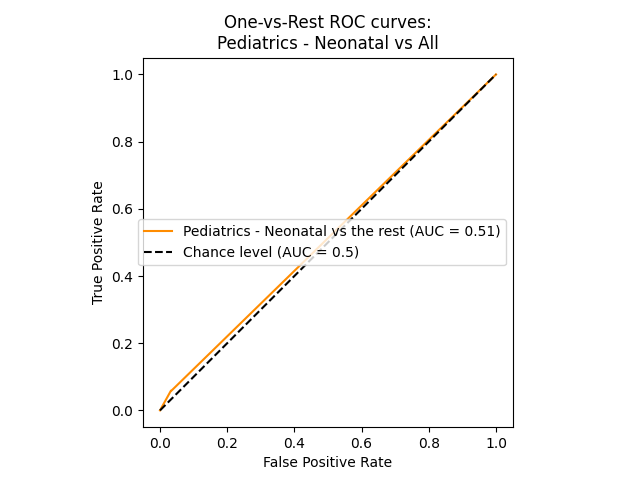 One-vs-Rest ROC curves:
Pediatrics - Neonatal vs All
1.0
0.8
0.6
0.4
0.2
0.0
True Positive Rate
Pediatrics - Neonatal vs the rest (AUC = 0.51)
Chance level (AUC = 0.5)
0.0 0.2 0.4 0.6 0.8 1.0
False Positive Rate